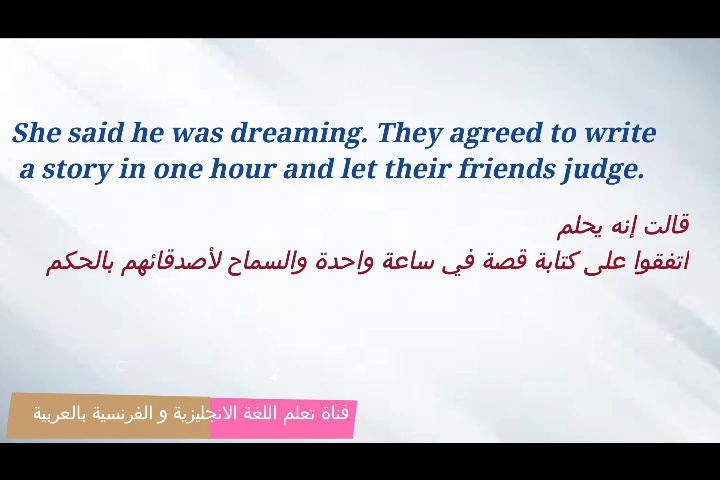 She said he was dreaming. They agreed to write
a story in one hour and let their friends judge.
قالت إنه يحلم
اتفقوا على كتابة قصة في ساعة واحدة والسماح لأصدقائهم بالحكم
قناة تعلم اللغة الانجليزية و الفرنسية بالعربية